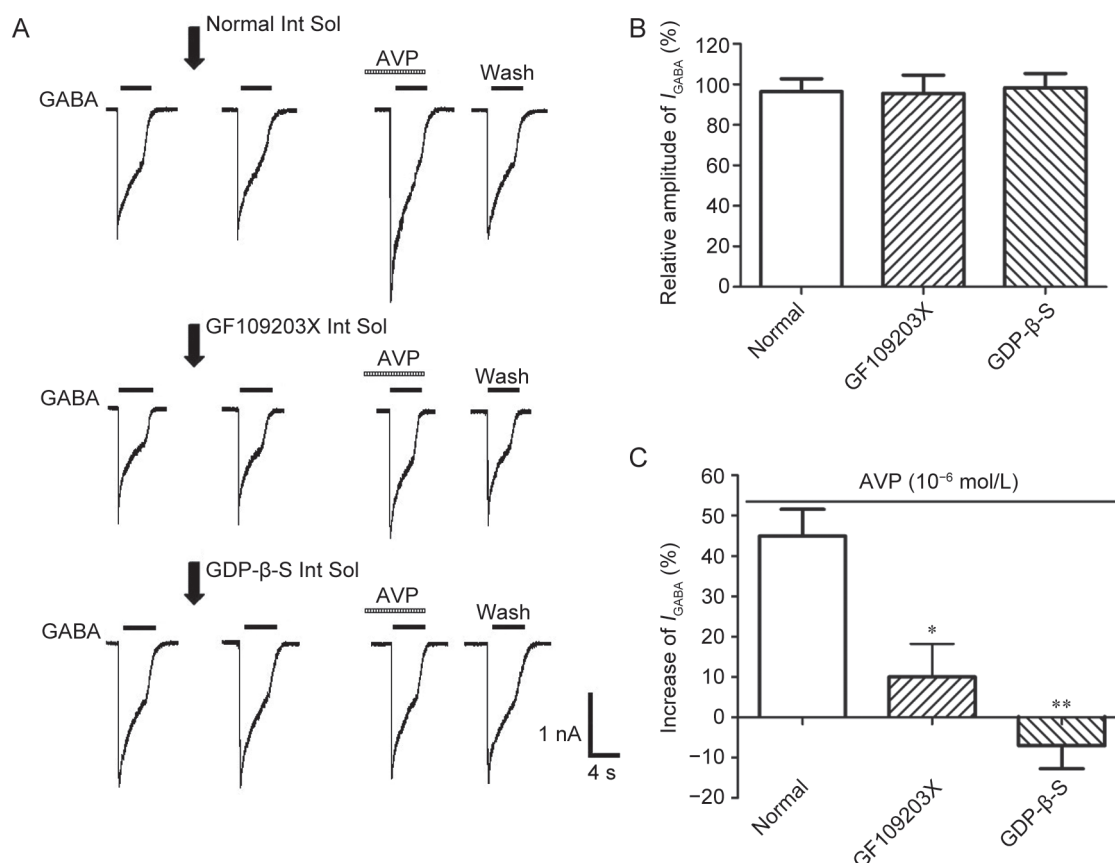 A
Normal Int Sol
AVP
Wash
GABA
GF109203X Int Sol
AVP
Wash
GABA
GDP-β-S Int Sol
AVP
Wash
GABA
1 nA
4 s
B
Relative amplitude of I_GABA (%)
120
100
80
60
40
20
0
Normal
GF109203X
GDP-β-S
C
Increase of I_GABA (%)
60
50
40
30
20
10
0
−10
−20
AVP (10⁻⁶ mol/L)
*
**
Normal
GF109203X
GDP-β-S